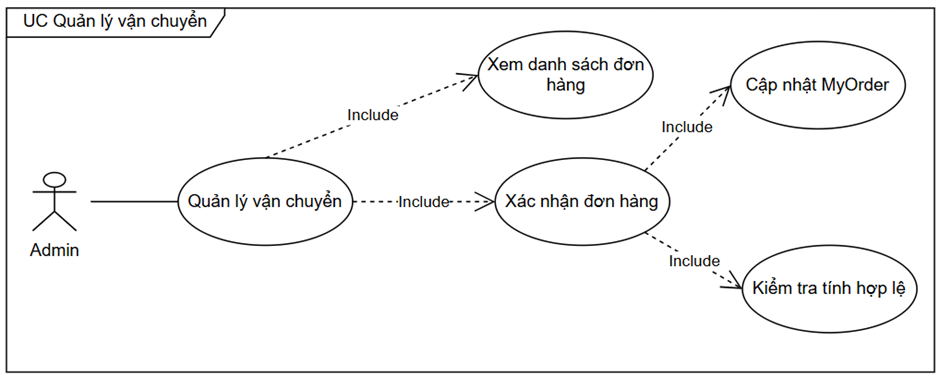 UC Quản lý vận chuyển
Xem danh sách đơn
hàng
Cập nhật MyOrder
Include
Include
Quản lý vận chuyển
Include
Xác nhận đơn hàng
Admin
Include
Kiểm tra tính hợp lệ